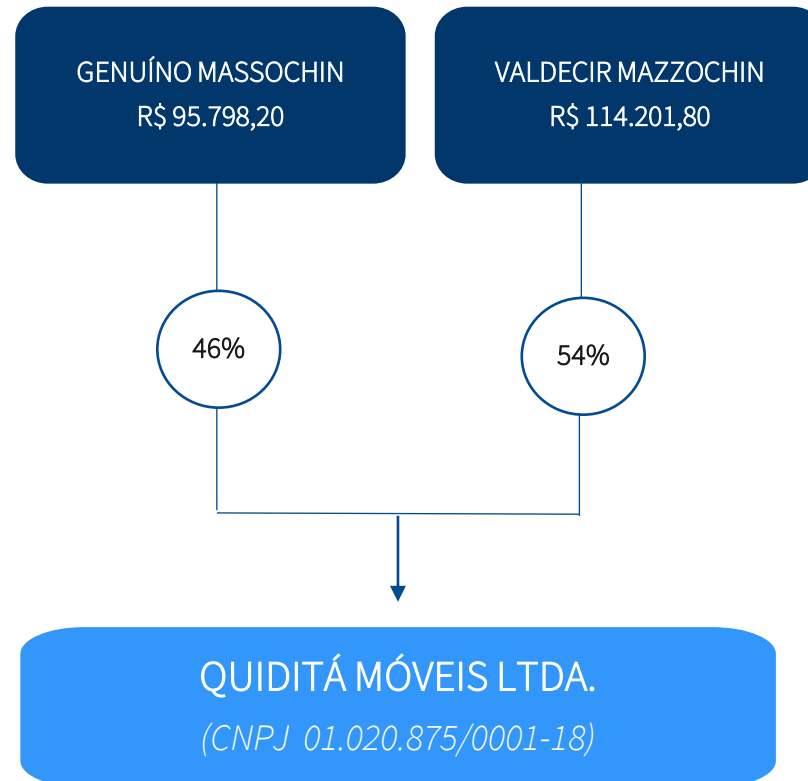 GENUÍNO MASSOCHIN
R$ 95.798,20
VALDECIR MAZZOCHIN
R$ 114.201,80
46%
54%
QUIDITÁ MÓVEIS LTDA.
(CNPJ 01.020.875/0001-18)